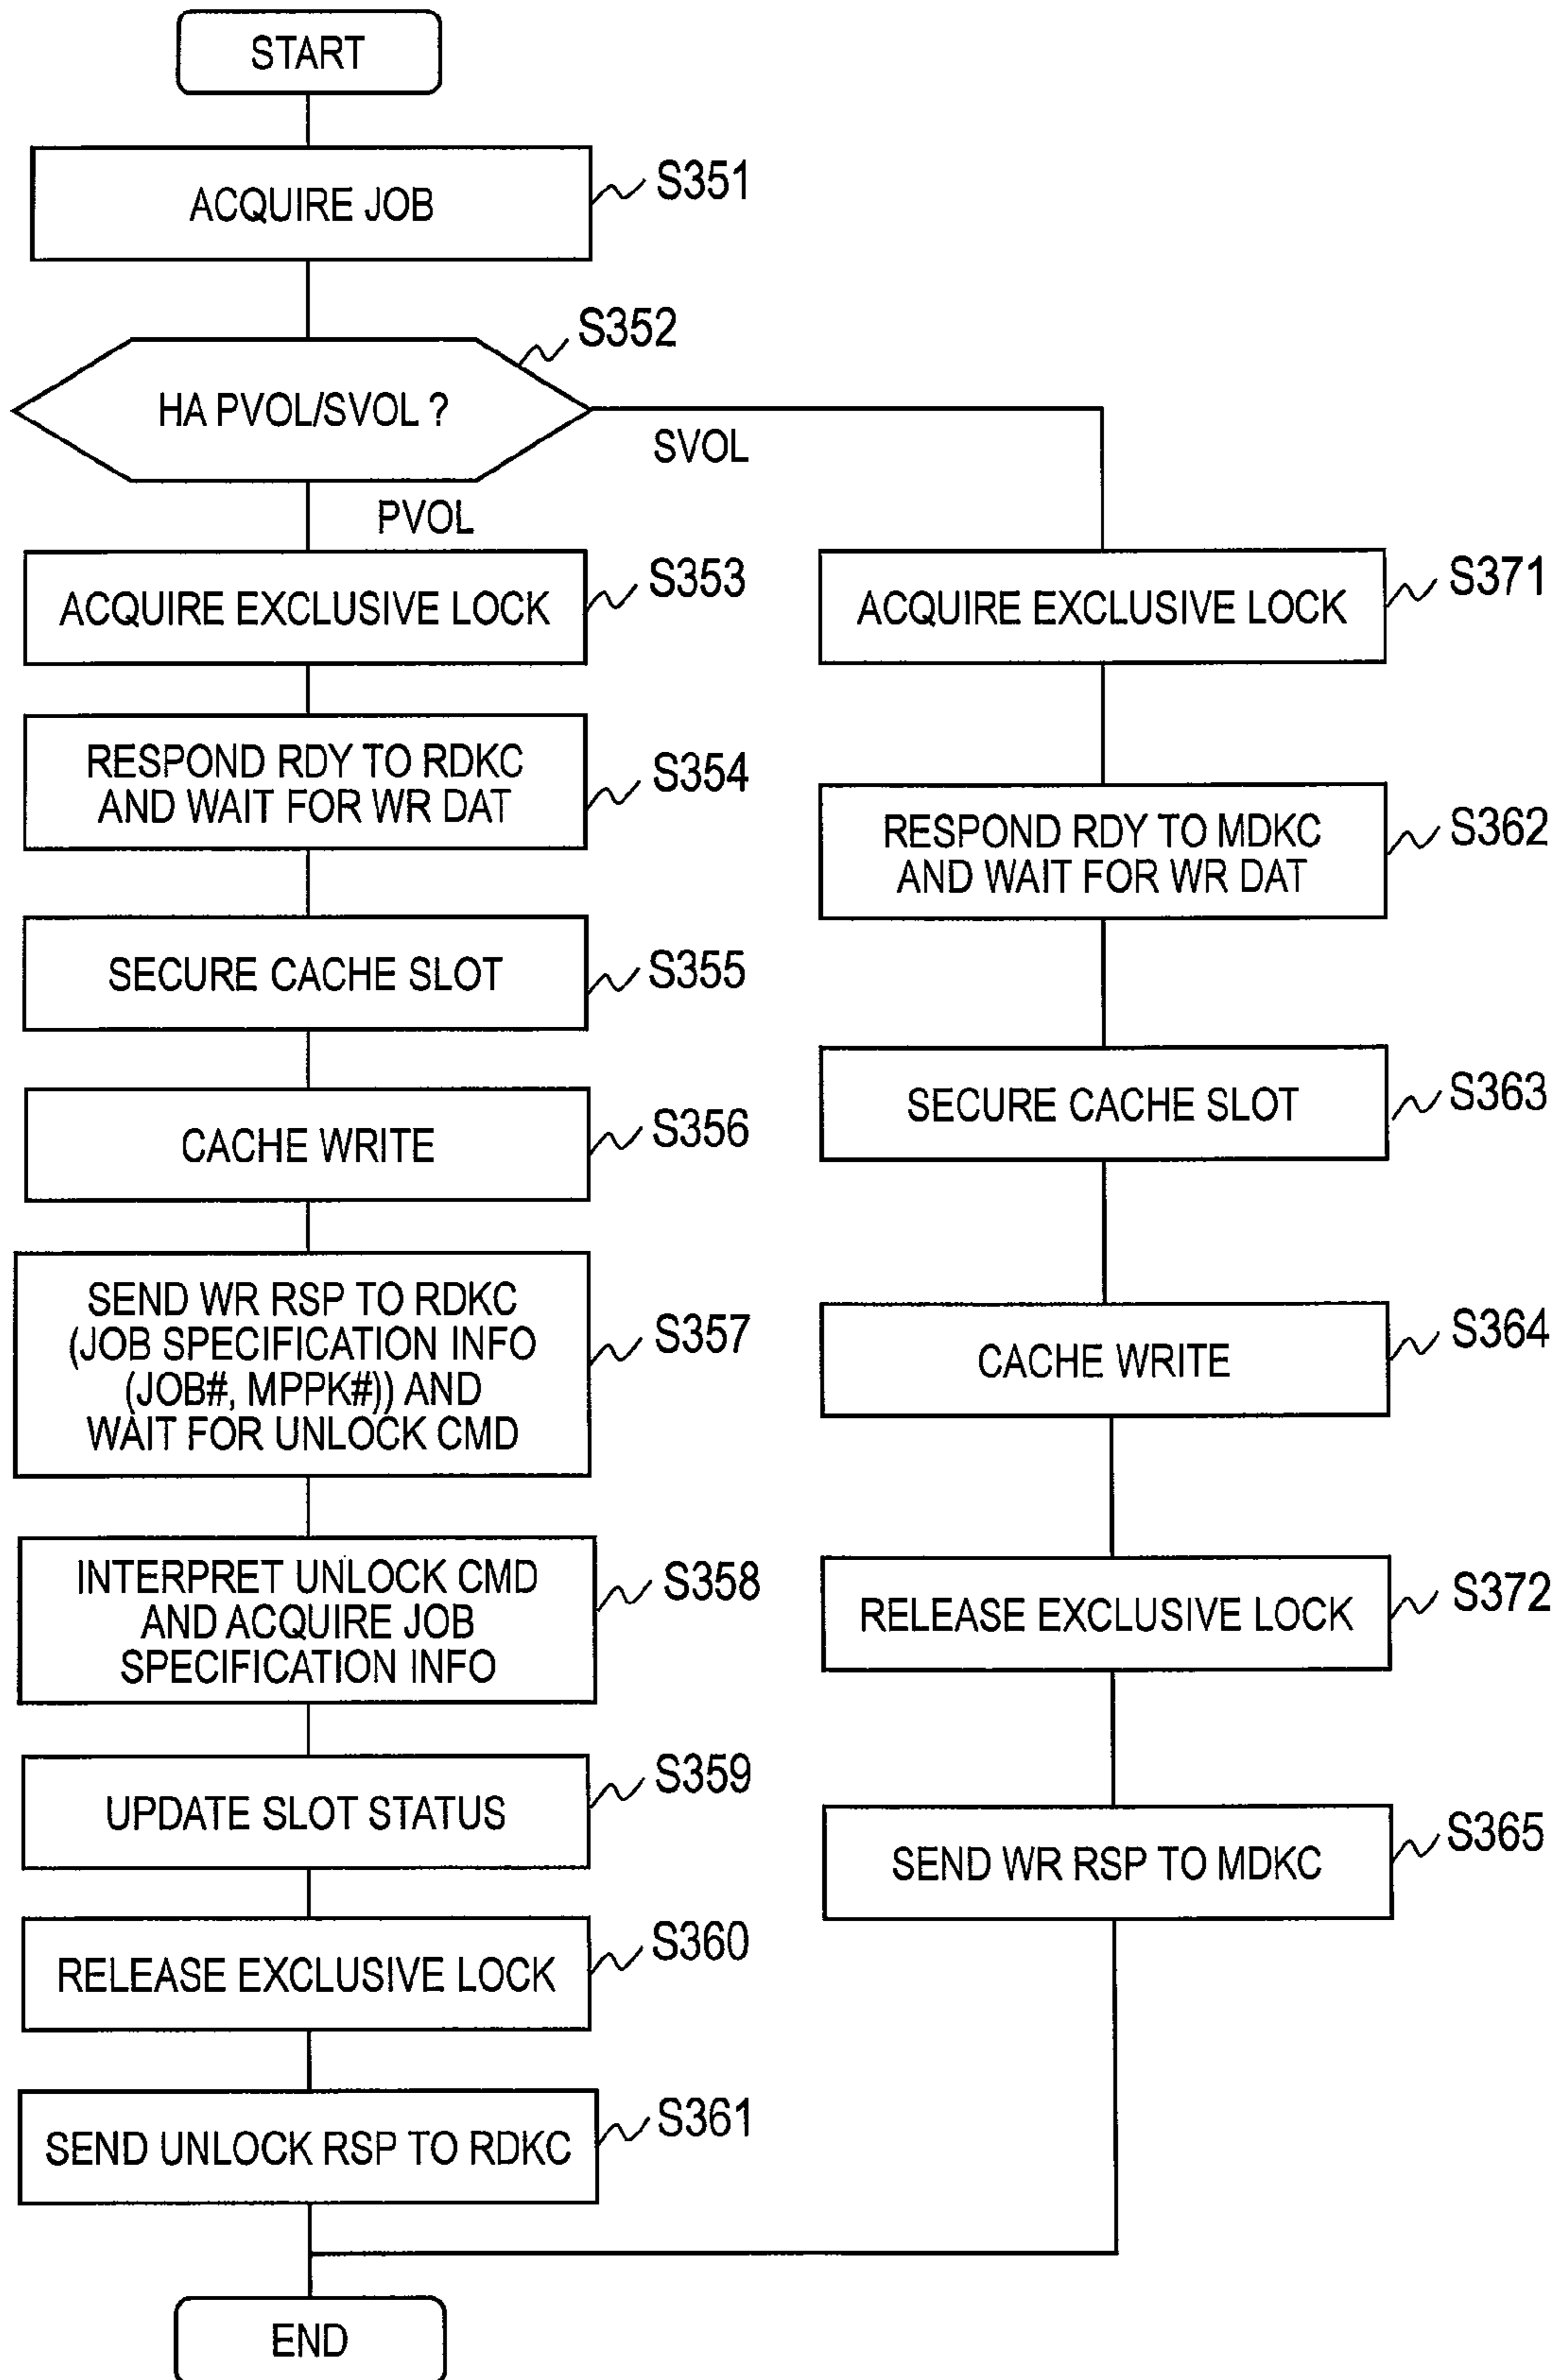 START
ACQUIRE JOB
S351
HA PVOL/SVOL ?
S352
SVOL
PVOL
ACQUIRE EXCLUSIVE LOCK
S353
RESPOND RDY TO RDKC
AND WAIT FOR WR DAT
S354
SECURE CACHE SLOT
S355
CACHE WRITE
S356
SEND WR RSP TO RDKC
(JOB SPECIFICATION INFO
(JOB#, MPPK#)) AND
WAIT FOR UNLOCK CMD
S357
INTERPRET UNLOCK CMD
AND ACQUIRE JOB
SPECIFICATION INFO
S358
UPDATE SLOT STATUS
S359
RELEASE EXCLUSIVE LOCK
S360
SEND UNLOCK RSP TO RDKC
S361
ACQUIRE EXCLUSIVE LOCK
S371
RESPOND RDY TO MDKC
AND WAIT FOR WR DAT
S362
SECURE CACHE SLOT
S363
CACHE WRITE
S364
RELEASE EXCLUSIVE LOCK
S372
SEND WR RSP TO MDKC
S365
END